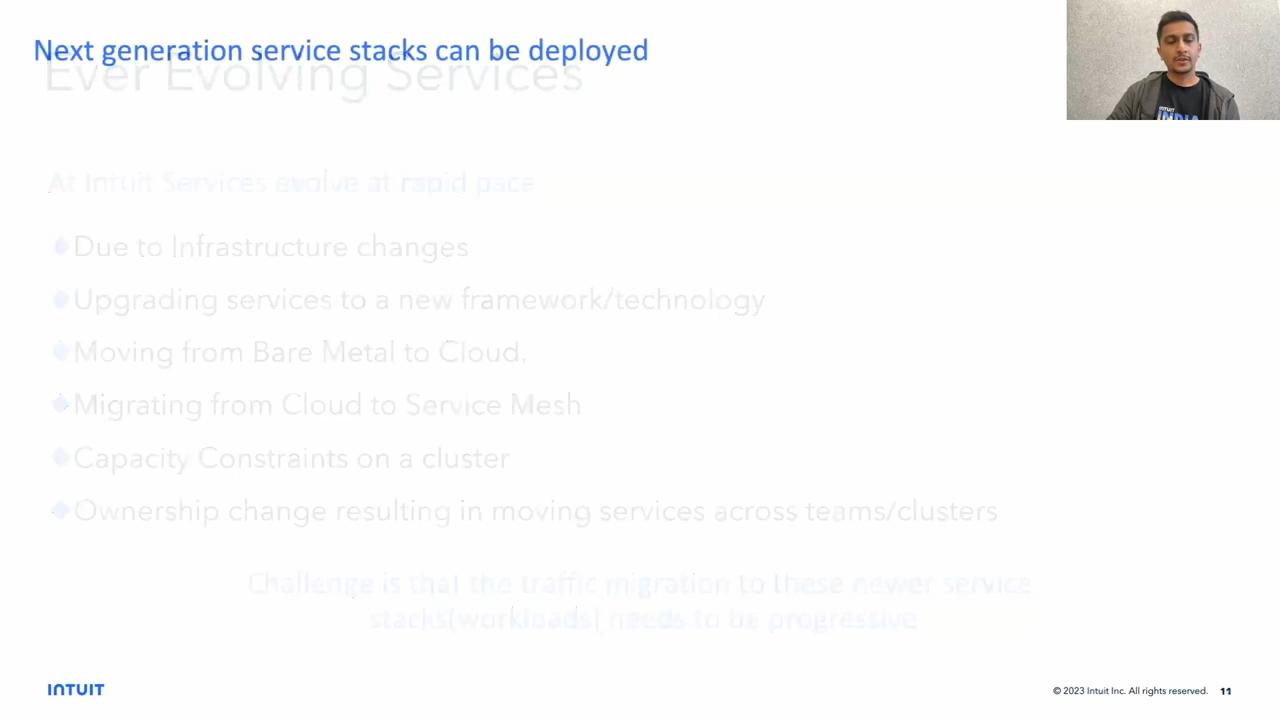 Next generation service stacks can be deployed
Ever Evolving Services
At Intuit Services evolve at rapid pace
Due to Infrastructure changes
Upgrading services to a new framework/technology
Moving from Bare Metal to Cloud.
Migrating from Cloud to Service Mesh
Capacity Constraints on a cluster
Ownership change resulting in moving services across teams/clusters
Challenge is that the traffic migration to these newer service
stacks(workloads) needs to be progressive
INTUIT
INDIA
INTUIT
© 2023 Intuit Inc. All rights reserved. 11